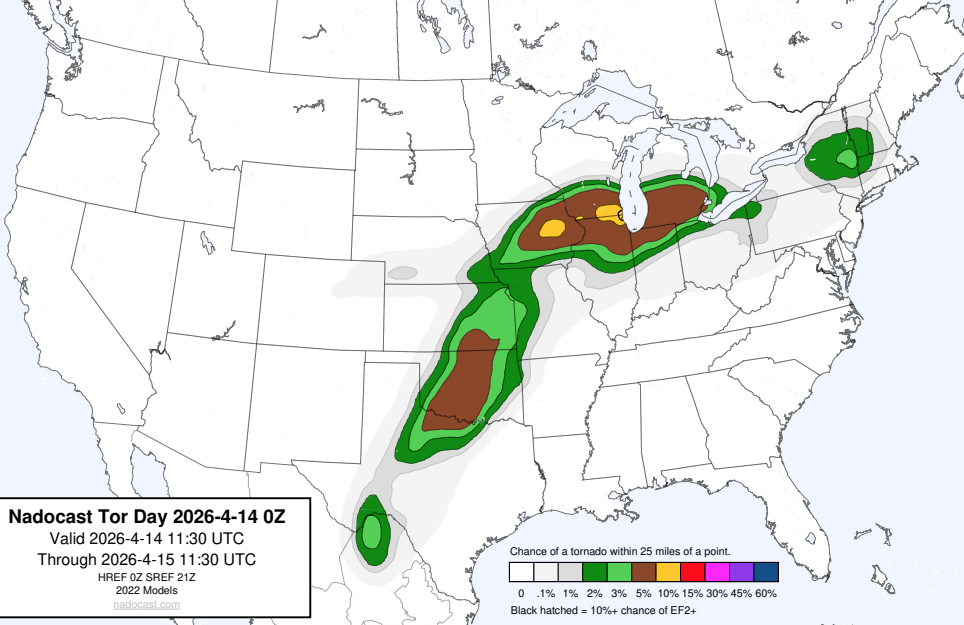 Nadocast Tor Day 2026-4-14 0Z
Valid 2026-4-14 11:30 UTC
Through 2026-4-15 11:30 UTC
HREF 0Z SREF 21Z
2022 Models
nadocast.com
Chance of a tornado within 25 miles of a point.
0 .1% 1% 2% 3% 5% 10% 15% 30% 45% 60%
Black hatched = 10%+ chance of EF2+